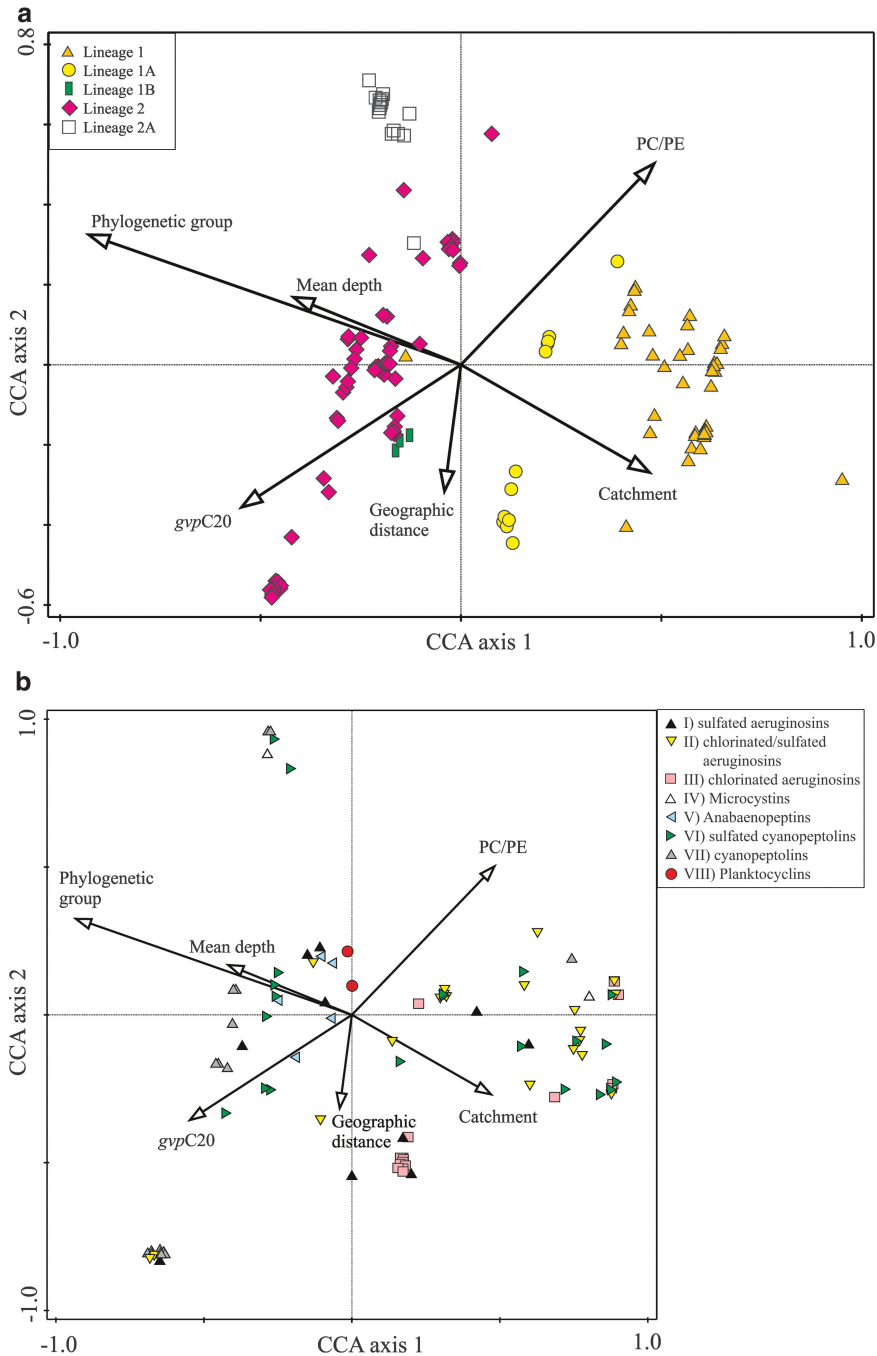 a
0.8
Lineage 1
Lineage 1A
Lineage 1B
Lineage 2
Lineage 2A
PC/PE
Phylogenetic group
Mean depth
CCA axis 2
gvpC20
Geographic
distance
Catchment
-0.6
-1.0
CCA axis 1
1.0
b
1.0
I) sulfated aeruginosins
II) chlorinated/sulfated
aeruginosins
III) chlorinated aeruginosins
IV) Microcystins
V) Anabaenopeptins
VI) sulfated cyanopeptolins
VII) cyanopeptolins
VIII) Planktocyclins
PC/PE
Phylogenetic
group
Mean depth
CCA axis 2
gvpC20
Geographic
distance
Catchment
-1.0
-1.0
CCA axis 1
1.0